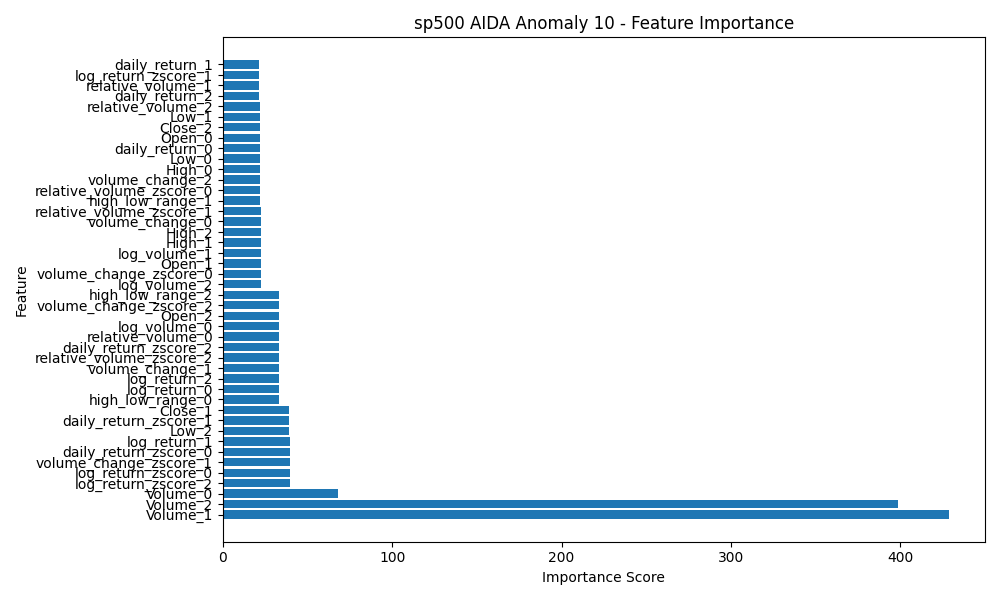 sp500 AIDA Anomaly 10 - Feature Importance
daily_return_1
log_return_zscore_1
relative_volume_1
daily_return_2
relative_volume_2
Low_1
Close_2
Open_0
daily_return_0
Low_0
High_0
volume_change_2
relative_volume_zscore_0
high_low_range_1
relative_volume_zscore_1
volume_change_0
High_2
High_1
log_volume_1
Open_1
volume_change_zscore_0
log_volume_2
high_low_range_2
volume_change_zscore_2
Open_2
log_volume_0
relative_volume_0
daily_return_zscore_2
relative_volume_zscore_2
volume_change_1
log_return_2
log_return_0
high_low_range_0
Close_1
daily_return_zscore_1
Low_2
log_return_1
daily_return_zscore_0
volume_change_zscore_1
log_return_zscore_0
log_return_zscore_2
Volume_0
Volume_2
Volume_1
Feature
0 100 200 300 400
Importance Score